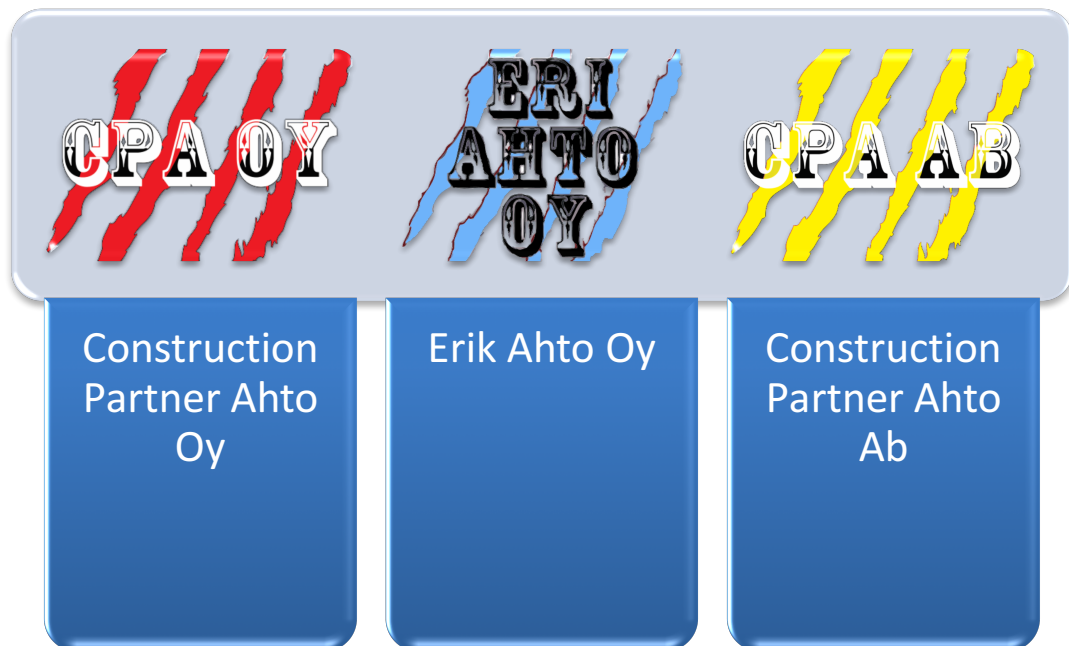 CPA OY
ERI
AHTO
OY
CPA AB
Construction
Partner Ahto
Oy
Erik Ahto Oy
Construction
Partner Ahto
Ab